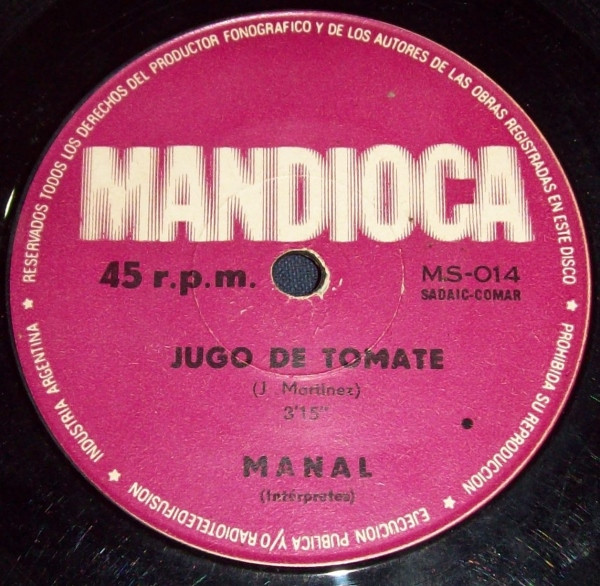 RESERVADOS TODOS LOS DERECHOS DEL PRODUCTOR FONOGRAFICO Y DE LOS AUTORES DE LAS OBRAS REGISTRADAS EN ESTE DISCO
MANDIOCA
45 r.p.m.
MS-014
SADAIC-COMAR
JUGO DE TOMATE
(J Martinez)
3'15"
MANAL
(Intérpretes)
★ PROHIBIDA SU REPRODUCCION ★ EJECUCION PUBLICA Y/O RADIOTELEDIFUSION ★ INDUSTRIA ARGENTINA ★